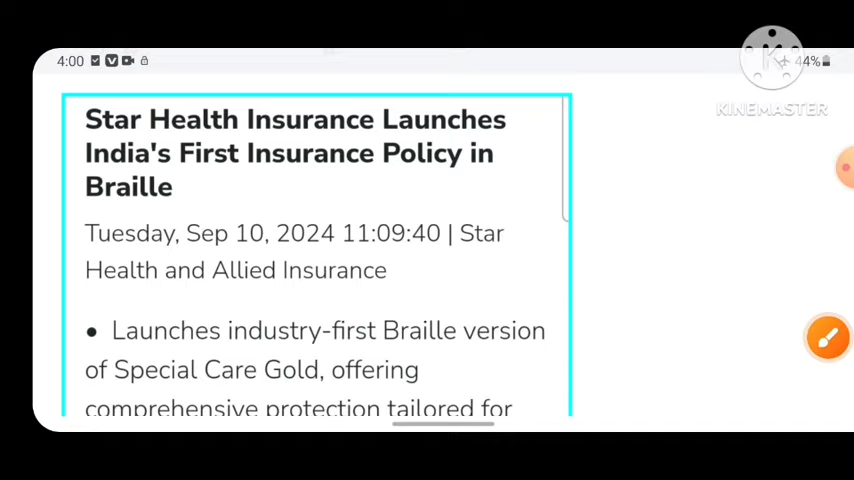 4:00
44%
KINEMASTER
Star Health Insurance Launches
India's First Insurance Policy in
Braille
Tuesday, Sep 10, 2024 11:09:40 | Star
Health and Allied Insurance
• Launches industry-first Braille version
of Special Care Gold, offering
comprehensive protection tailored for